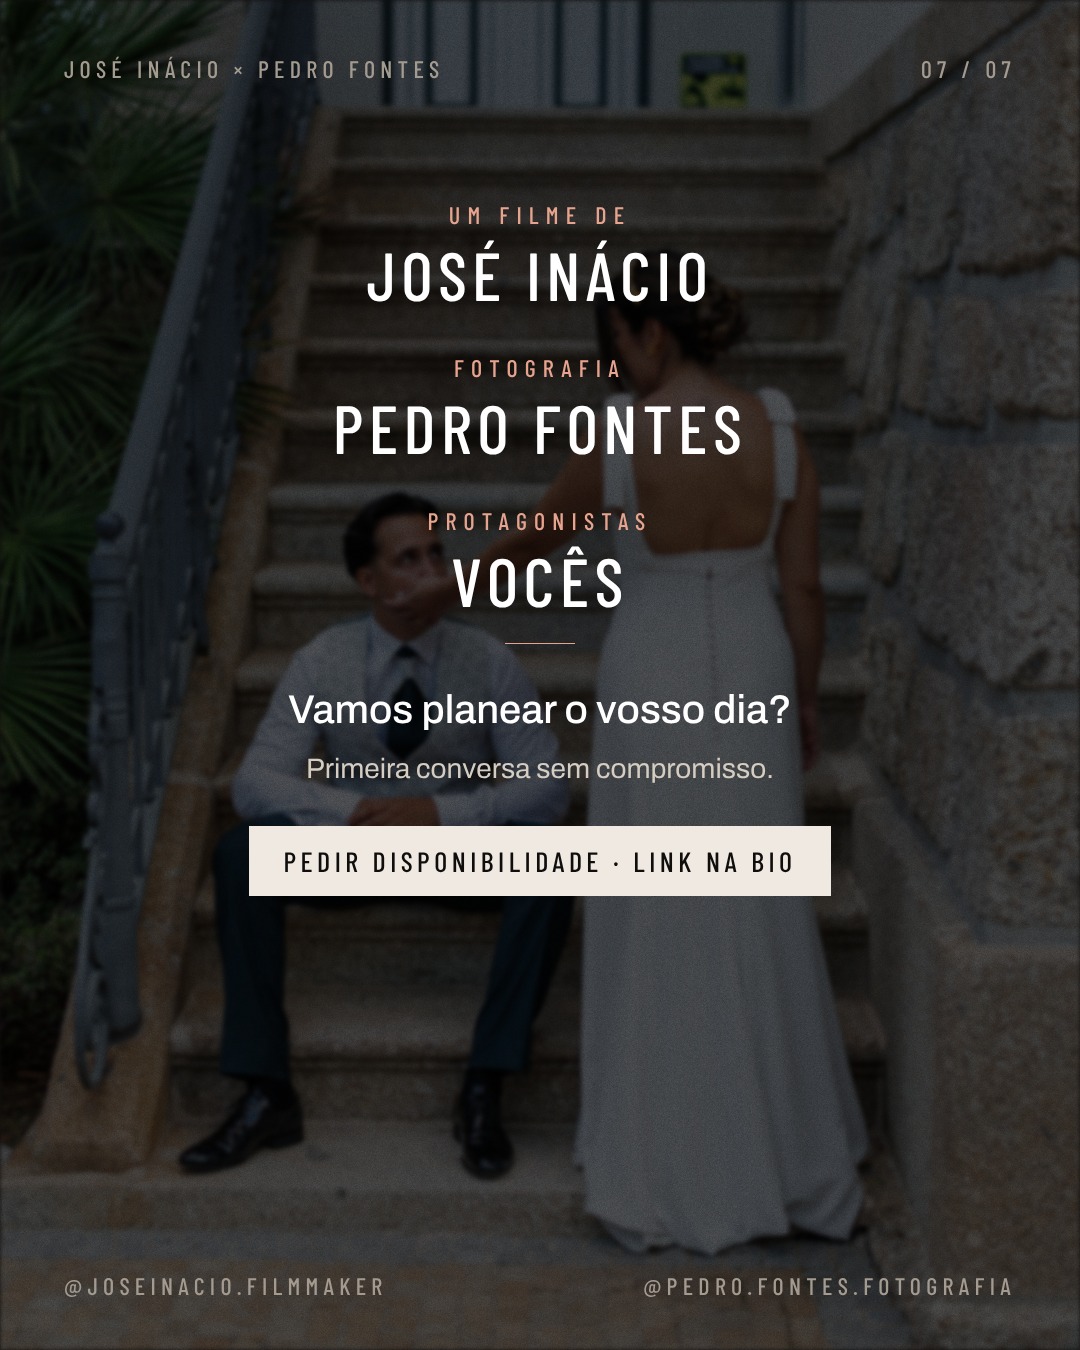 JOSÉ INÁCIO × PEDRO FONTES
07 / 07
UM FILME DE
JOSÉ INÁCIO
FOTOGRAFIA
PEDRO FONTES
PROTAGONISTAS
VOCÊS
Vamos planear o vosso dia?
Primeira conversa sem compromisso.
PEDIR DISPONIBILIDADE · LINK NA BIO
@JOSEINACIO.FILMMAKER
@PEDRO.FONTES.FOTOGRAFIA